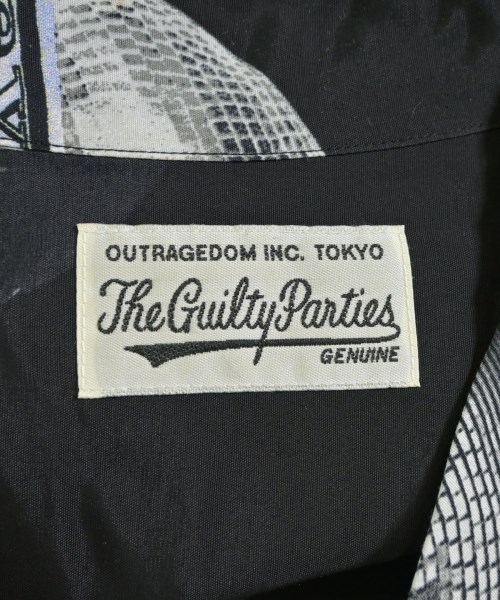 OUTRAGEDOM INC. TOKYO
The Guilty Parties
GENUINE